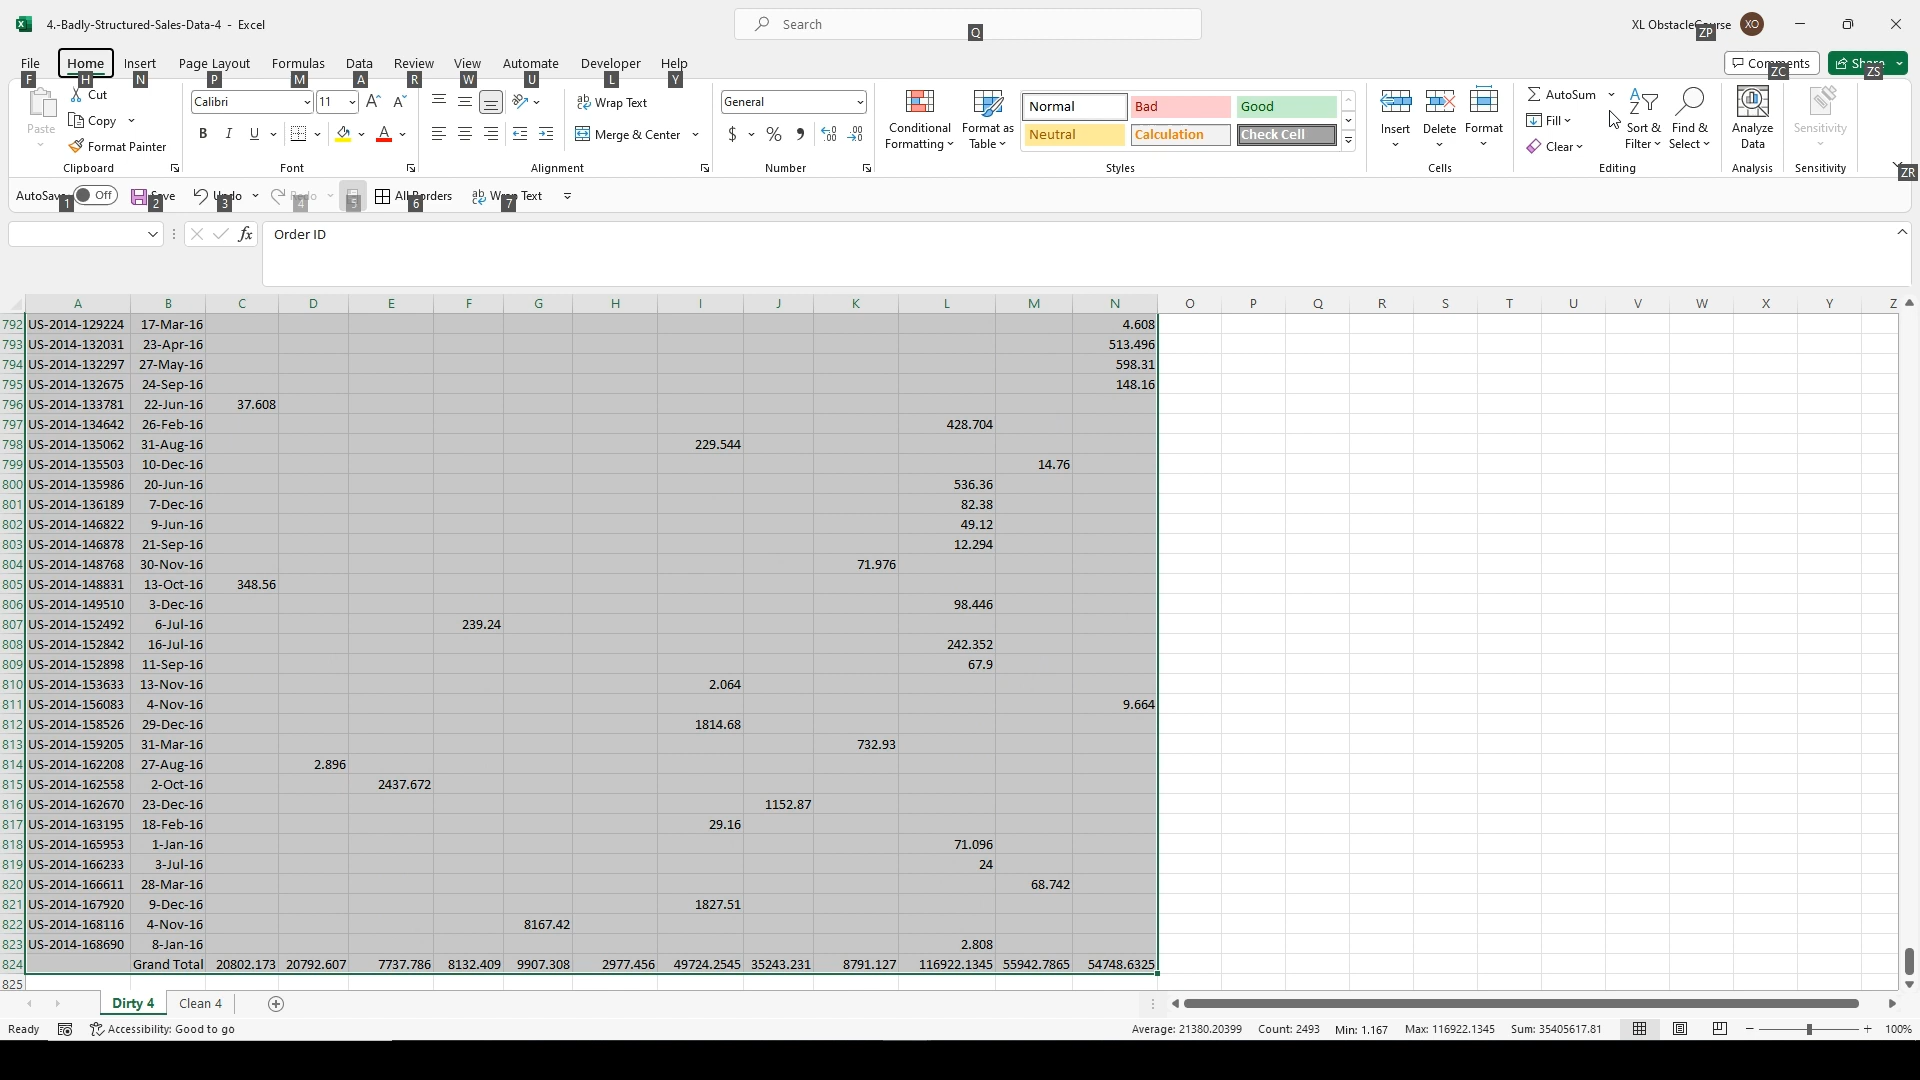 4.-Badly-Structured-Sales-Data-4 - Excel
Search
Q
XL ObstacleCourse
XO
ZP
File Home Insert Page Layout Formulas Data Review View Automate Developer Help
Comments
Share
F H N P M A R W U L Y
ZC ZS
Paste
Cut
Copy
Format Painter
Clipboard
Calibri 11
B I U
Font
Wrap Text
Merge & Center
Alignment
General
$ % ,
Number
Conditional Formatting
Format as Table
Normal Bad Good
Neutral Calculation Check Cell
Styles
Insert Delete Format
Cells
AutoSum
Fill
Clear
Sort & Filter
Find & Select
Editing
Analyze Data
Analysis
Sensitivity
Sensitivity
ZR
AutoSave Off Save Undo Redo All Borders Wrap Text
1 2 3 4 5 6 7
fx Order ID
A B C D E F G H I J K L M N O P Q R S T U V W X Y Z
792 US-2014-129224 17-Mar-16 4.608
793 US-2014-132031 23-Apr-16 513.496
794 US-2014-132297 27-May-16 598.31
795 US-2014-132675 24-Sep-16 148.16
796 US-2014-133781 22-Jun-16 37.608
797 US-2014-134642 26-Feb-16 428.704
798 US-2014-135062 31-Aug-16 229.544
799 US-2014-135503 10-Dec-16 14.76
800 US-2014-135986 20-Jun-16 536.36
801 US-2014-136189 7-Dec-16 82.38
802 US-2014-146822 9-Jun-16 49.12
803 US-2014-146878 21-Sep-16 12.294
804 US-2014-148768 30-Nov-16 71.976
805 US-2014-148831 13-Oct-16 348.56
806 US-2014-149510 3-Dec-16 98.446
807 US-2014-152492 6-Jul-16 239.24
808 US-2014-152842 16-Jul-16 242.352
809 US-2014-152898 11-Sep-16 67.9
810 US-2014-153633 13-Nov-16 2.064
811 US-2014-156083 4-Nov-16 9.664
812 US-2014-158526 29-Dec-16 1814.68
813 US-2014-159205 31-Mar-16 732.93
814 US-2014-162208 27-Aug-16 2.896
815 US-2014-162558 2-Oct-16 2437.672
816 US-2014-162670 23-Dec-16 1152.87
817 US-2014-163195 18-Feb-16 29.16
818 US-2014-165953 1-Jan-16 71.096
819 US-2014-166233 3-Jul-16 24
820 US-2014-166611 28-Mar-16 68.742
821 US-2014-167920 9-Dec-16 1827.51
822 US-2014-168116 4-Nov-16 8167.42
823 US-2014-168690 8-Jan-16 2.808
824 Grand Total 20802.173 20792.607 7737.786 8132.409 9907.308 2977.456 49724.2545 35243.231 8791.127 116922.1345 55942.7865 54748.6325
825
Dirty 4 Clean 4
Ready Accessibility: Good to go Average: 21380.20399 Count: 2493 Min: 1.167 Max: 116922.1345 Sum: 35405617.81 100%